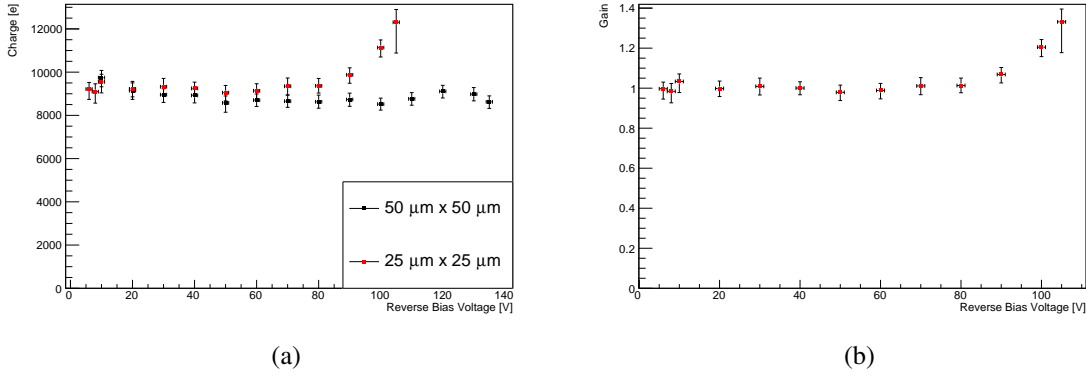 Charge [e]
12000
10000
8000
6000
4000
2000
0
50 μm x 50 μm
25 μm x 25 μm
0 20 40 60 80 100 120 140
Reverse Bias Voltage [V]
(a)
Gain
1.4
1.2
1
0.8
0.6
0.4
0.2
0
0 20 40 60 80 100
Reverse Bias Voltage [V]
(b)